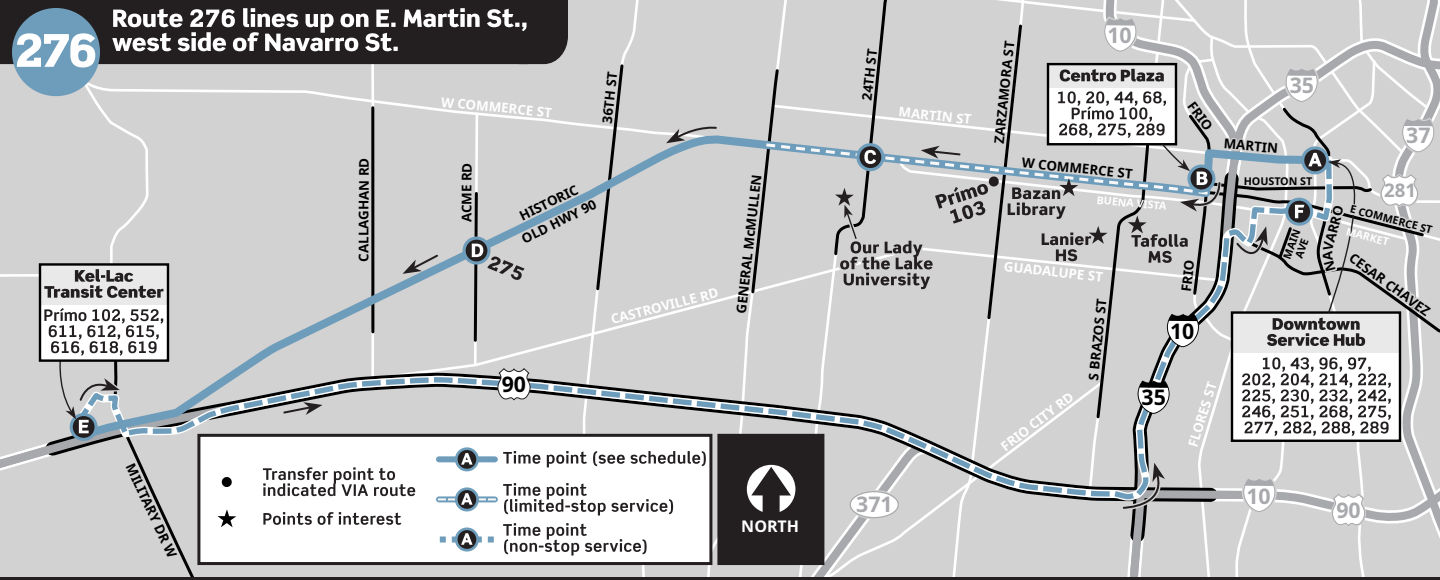 276
Route 276 lines up on E. Martin St.,
west side of Navarro St.
W COMMERCE ST
CALLAGHAN RD
ACME RD
36TH ST
GENERAL McMULLEN
24TH ST
ZARZAMORA ST
MARTIN ST
W COMMERCE ST
Centro Plaza
10, 20, 44, 68,
Prímo 100,
268, 275, 289
FRIO
10
35
37
281
MARTIN
A
B
C
D
275
HISTORIC
OLD HWY 90
HOUSTON ST
BUENA VISTA
Prímo
103
Bazan
Library
Lanier
HS
Tafolla
MS
Our Lady
of the Lake
University
GUADALUPE ST
CASTROVILLE RD
F
MAIN
AVE
NAVARRO
E COMMERCE ST
MARKET
CESAR CHAVEZ
FRIO
S BRAZOS ST
FRIO CITY RD
FLORES ST
Kel-Lac
Transit Center
Prímo 102, 552,
611, 612, 615,
616, 618, 619
E
MILITARY DR W
90
10
35
371
10
90
Downtown
Service Hub
10, 43, 96, 97,
202, 204, 214, 222,
225, 230, 232, 242,
246, 251, 268, 275,
277, 282, 288, 289
Transfer point to
indicated VIA route
Points of interest
A
Time point (see schedule)
A
Time point
(limited-stop service)
A
Time point
(non-stop service)
NORTH